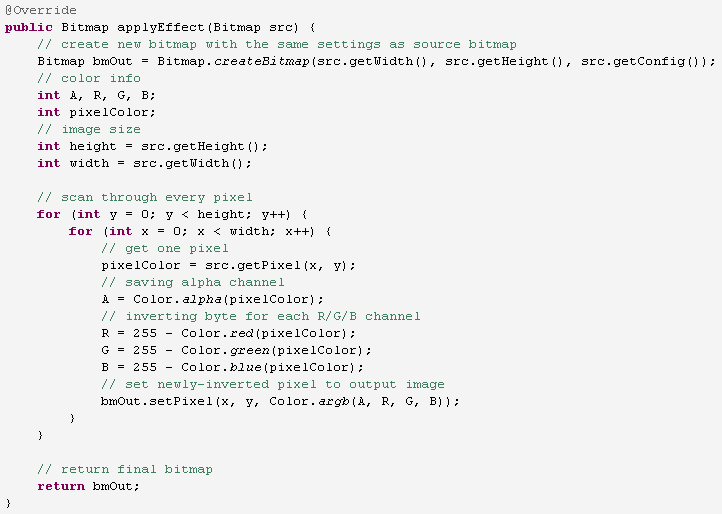 @Override
public Bitmap applyEffect(Bitmap src) {
    // create new bitmap with the same settings as source bitmap
    Bitmap bmOut = Bitmap.createBitmap(src.getWidth(), src.getHeight(), src.getConfig());
    // color info
    int A, R, G, B;
    int pixelColor;
    // image size
    int height = src.getHeight();
    int width = src.getWidth();

    // scan through every pixel
    for (int y = 0; y < height; y++) {
        for (int x = 0; x < width; x++) {
            // get one pixel
            pixelColor = src.getPixel(x, y);
            // saving alpha channel
            A = Color.alpha(pixelColor);
            // inverting byte for each R/G/B channel
            R = 255 - Color.red(pixelColor);
            G = 255 - Color.green(pixelColor);
            B = 255 - Color.blue(pixelColor);
            // set newly-inverted pixel to output image
            bmOut.setPixel(x, y, Color.argb(A, R, G, B));
        }
    }

    // return final bitmap
    return bmOut;
}